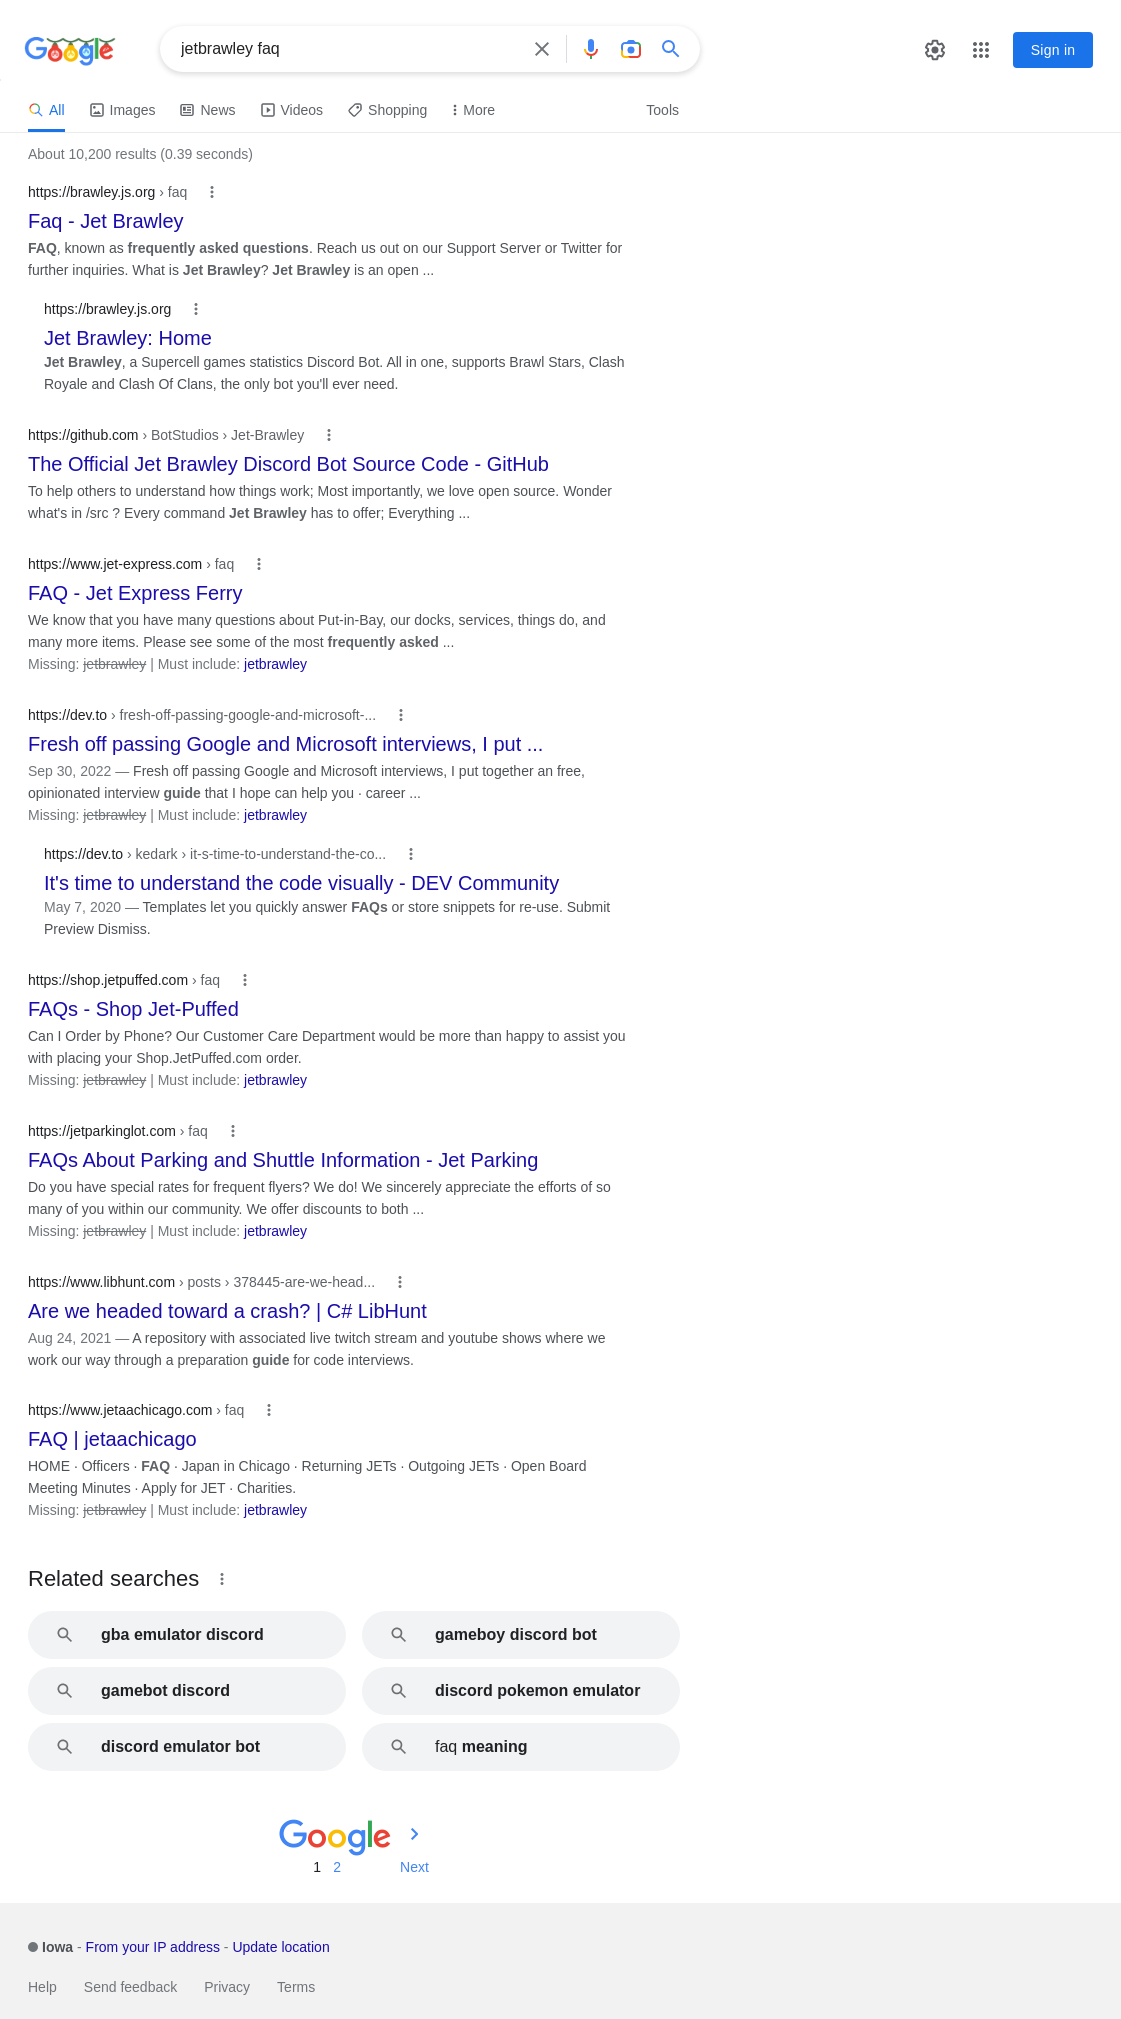 Google
jetbrawley faq
Sign in
All Images News Videos Shopping More Tools
About 10,200 results (0.39 seconds)
https://brawley.js.org › faq
Faq - Jet Brawley
FAQ, known as frequently asked questions. Reach us out on our Support Server or Twitter for
further inquiries. What is Jet Brawley? Jet Brawley is an open ...
https://brawley.js.org
Jet Brawley: Home
Jet Brawley, a Supercell games statistics Discord Bot. All in one, supports Brawl Stars, Clash
Royale and Clash Of Clans, the only bot you'll ever need.
https://github.com › BotStudios › Jet-Brawley
The Official Jet Brawley Discord Bot Source Code - GitHub
To help others to understand how things work; Most importantly, we love open source. Wonder
what's in /src ? Every command Jet Brawley has to offer; Everything ...
https://www.jet-express.com › faq
FAQ - Jet Express Ferry
We know that you have many questions about Put-in-Bay, our docks, services, things do, and
many more items. Please see some of the most frequently asked ...
Missing: jetbrawley | Must include: jetbrawley
https://dev.to › fresh-off-passing-google-and-microsoft-...
Fresh off passing Google and Microsoft interviews, I put ...
Sep 30, 2022 — Fresh off passing Google and Microsoft interviews, I put together an free,
opinionated interview guide that I hope can help you · career ...
Missing: jetbrawley | Must include: jetbrawley
https://dev.to › kedark › it-s-time-to-understand-the-co...
It's time to understand the code visually - DEV Community
May 7, 2020 — Templates let you quickly answer FAQs or store snippets for re-use. Submit
Preview Dismiss.
https://shop.jetpuffed.com › faq
FAQs - Shop Jet-Puffed
Can I Order by Phone? Our Customer Care Department would be more than happy to assist you
with placing your Shop.JetPuffed.com order.
Missing: jetbrawley | Must include: jetbrawley
https://jetparkinglot.com › faq
FAQs About Parking and Shuttle Information - Jet Parking
Do you have special rates for frequent flyers? We do! We sincerely appreciate the efforts of so
many of you within our community. We offer discounts to both ...
Missing: jetbrawley | Must include: jetbrawley
https://www.libhunt.com › posts › 378445-are-we-head...
Are we headed toward a crash? | C# LibHunt
Aug 24, 2021 — A repository with associated live twitch stream and youtube shows where we
work our way through a preparation guide for code interviews.
https://www.jetaachicago.com › faq
FAQ | jetaachicago
HOME · Officers · FAQ · Japan in Chicago · Returning JETs · Outgoing JETs · Open Board
Meeting Minutes · Apply for JET · Charities.
Missing: jetbrawley | Must include: jetbrawley
Related searches
gba emulator discord
gameboy discord bot
gamebot discord
discord pokemon emulator
discord emulator bot
faq meaning
Google
1 2 Next
Iowa - From your IP address - Update location
Help Send feedback Privacy Terms